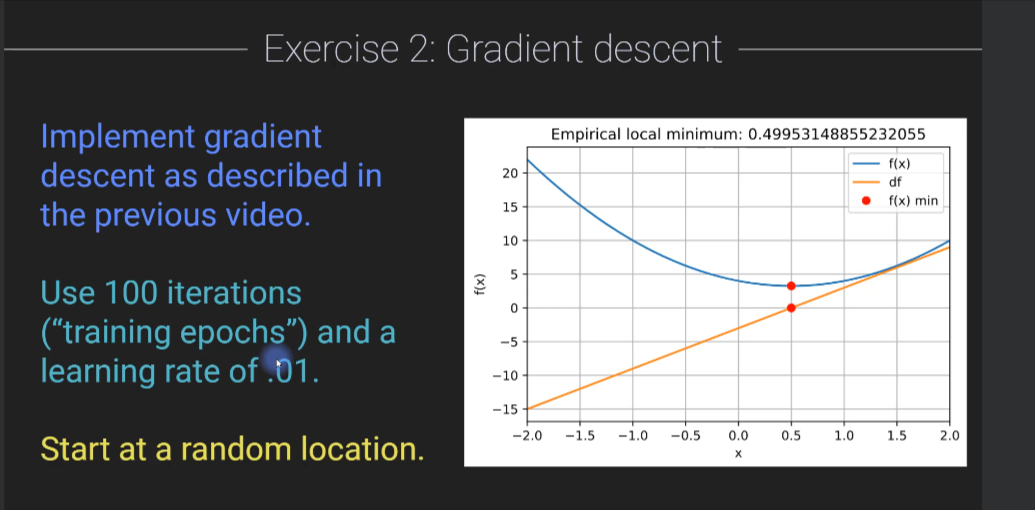 Exercise 2: Gradient descent
Implement gradient
descent as described in
the previous video.
Use 100 iterations
(“training epochs”) and a
learning rate of .01.
Start at a random location.
Empirical local minimum: 0.49953148855232055
f(x)
df
f(x) min
20
15
10
5
0
−5
−10
−15
f(x)
−2.0 −1.5 −1.0 −0.5 0.0 0.5 1.0 1.5 2.0
x